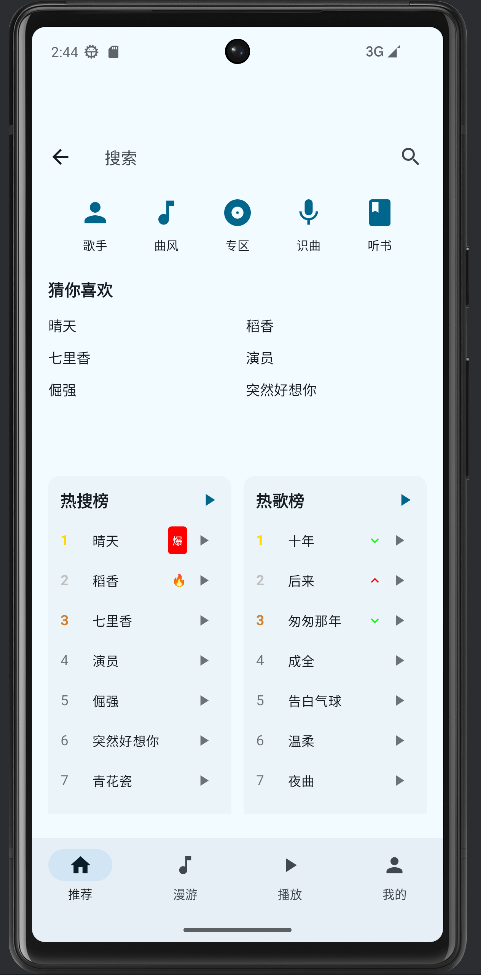 2:44 3G
搜索
歌手 曲风 专区 识曲 听书
猜你喜欢
晴天 稻香
七里香 演员
倔强 突然好想你
热搜榜
1 晴天 爆
2 稻香 🔥
3 七里香
4 演员
5 倔强
6 突然好想你
7 青花瓷
热歌榜
1 十年
2 后来
3 匆匆那年
4 成全
5 告白气球
6 温柔
7 夜曲
推荐 漫游 播放 我的